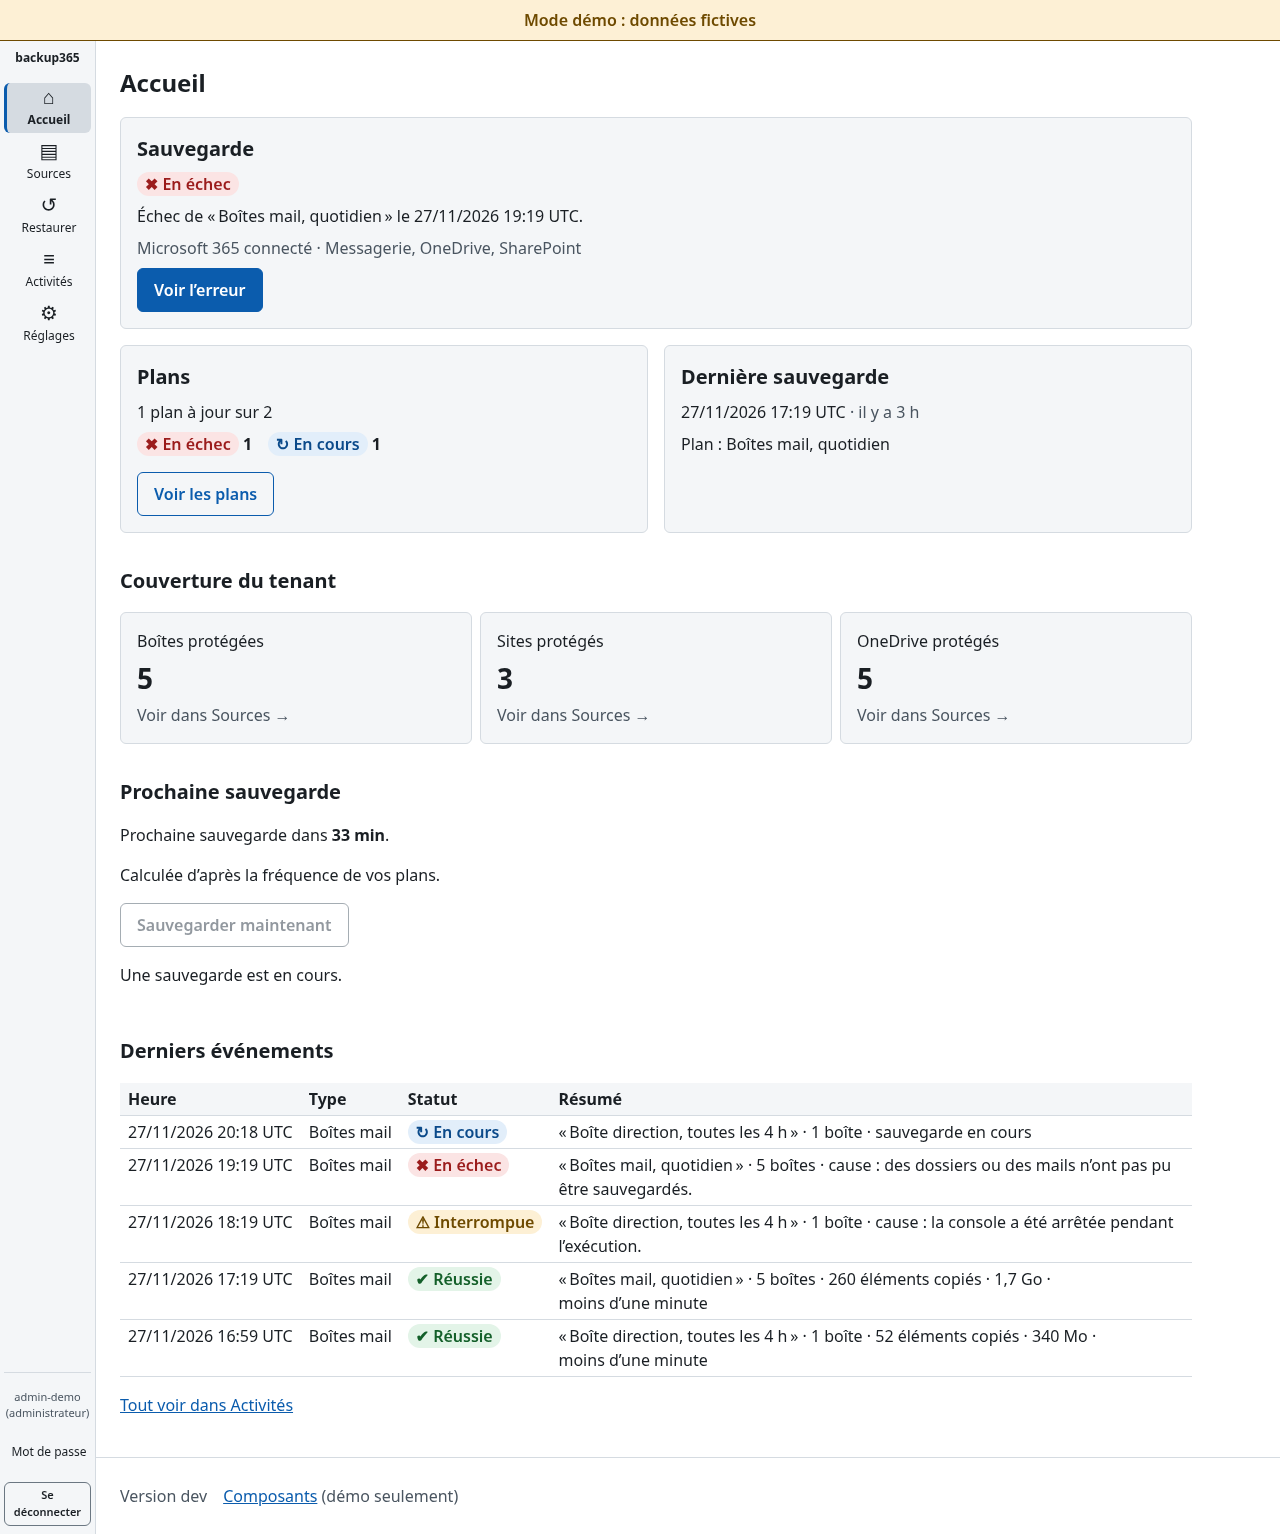 Mode démo : données fictives
backup365
Accueil
Sources
Restaurer
Activités
Réglages
admin-demo
(administrateur)
Mot de passe
Se
déconnecter
Accueil
Sauvegarde
✖ En échec
Échec de « Boîtes mail, quotidien » le 27/11/2026 19:19 UTC.
Microsoft 365 connecté · Messagerie, OneDrive, SharePoint
Voir l’erreur
Plans
1 plan à jour sur 2
✖ En échec 1 ↻ En cours 1
Voir les plans
Dernière sauvegarde
27/11/2026 17:19 UTC · il y a 3 h
Plan : Boîtes mail, quotidien
Couverture du tenant
Boîtes protégées
5
Voir dans Sources →
Sites protégés
3
Voir dans Sources →
OneDrive protégés
5
Voir dans Sources →
Prochaine sauvegarde
Prochaine sauvegarde dans 33 min.
Calculée d’après la fréquence de vos plans.
Sauvegarder maintenant
Une sauvegarde est en cours.
Derniers événements
Heure Type Statut Résumé
27/11/2026 20:18 UTC Boîtes mail ↻ En cours « Boîte direction, toutes les 4 h » · 1 boîte · sauvegarde en cours
27/11/2026 19:19 UTC Boîtes mail ✖ En échec « Boîtes mail, quotidien » · 5 boîtes · cause : des dossiers ou des mails n’ont pas pu
être sauvegardés.
27/11/2026 18:19 UTC Boîtes mail ⚠ Interrompue « Boîte direction, toutes les 4 h » · 1 boîte · cause : la console a été arrêtée pendant
l’exécution.
27/11/2026 17:19 UTC Boîtes mail ✔ Réussie « Boîtes mail, quotidien » · 5 boîtes · 260 éléments copiés · 1,7 Go ·
moins d’une minute
27/11/2026 16:59 UTC Boîtes mail ✔ Réussie « Boîte direction, toutes les 4 h » · 1 boîte · 52 éléments copiés · 340 Mo ·
moins d’une minute
Tout voir dans Activités
Version dev Composants (démo seulement)